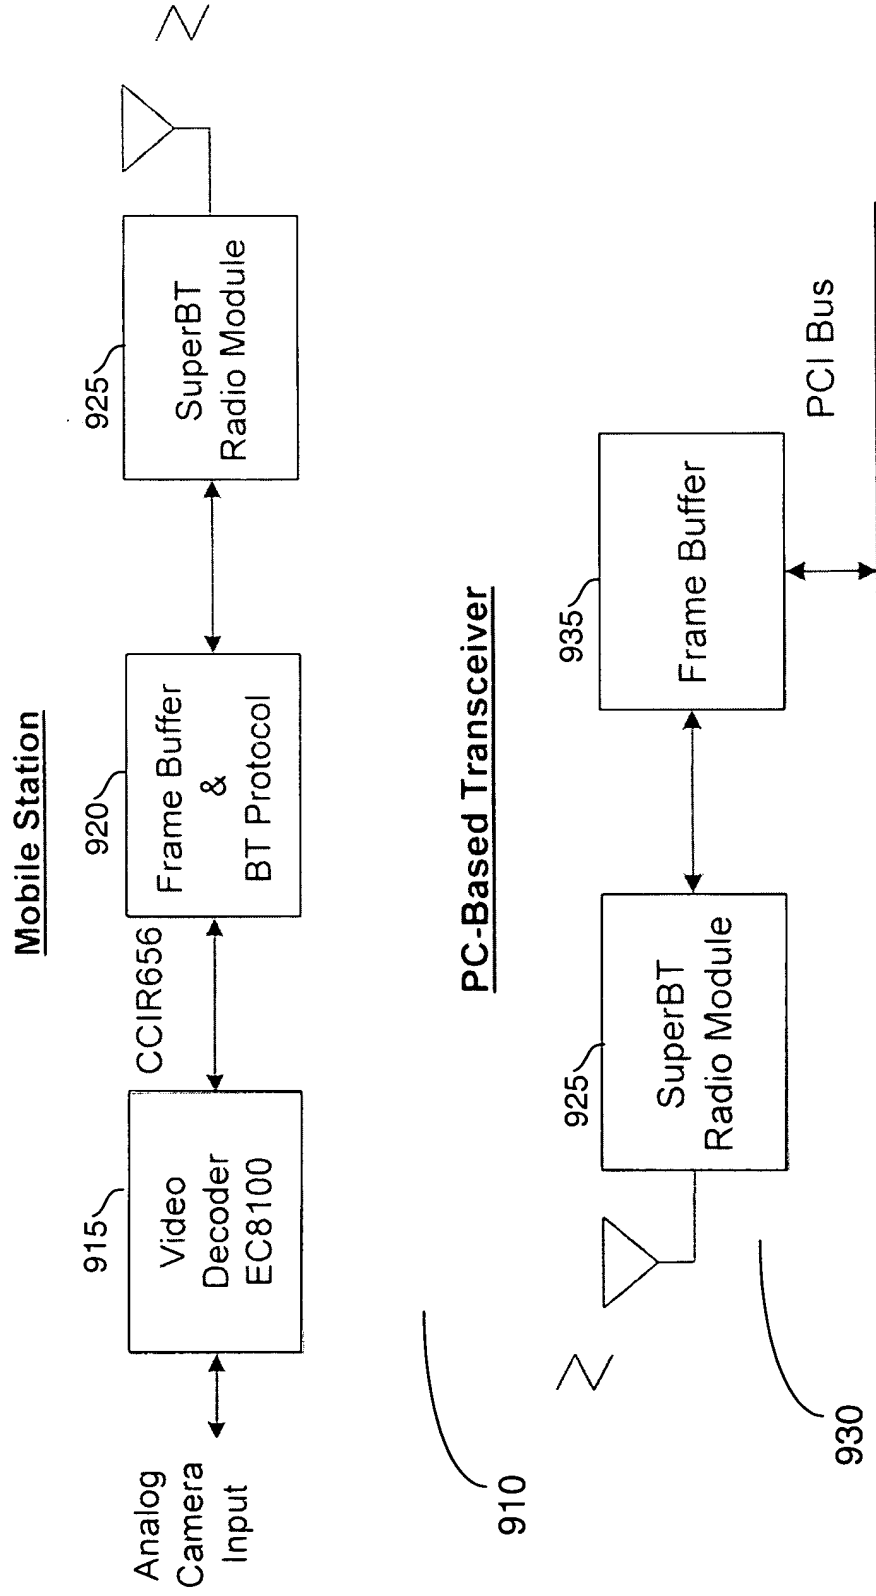 Mobile Station
Analog
Camera
Input
915
Video
Decoder
EC8100
CCIR656
920
Frame Buffer
&
BT Protocol
925
SuperBT
Radio Module
910
PC-Based Transceiver
925
SuperBT
Radio Module
935
Frame Buffer
PCI Bus
930